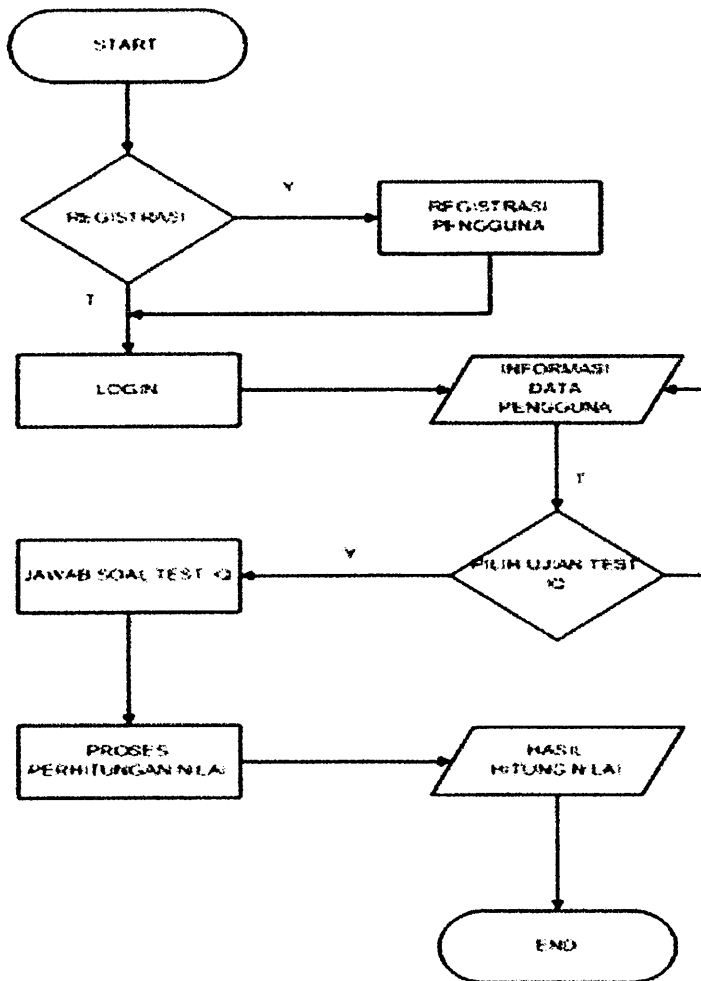 START
REGISTRASI
Y
REGISTRASI
PENGGUNA
T
LOGIN
INFORMASI
DATA
PENGGUNA
T
PILIH UJIAN TEST
IQ
Y
JAWAB SOAL TEST IQ
PROSES
PERHITUNGAN NILAI
HASIL
HITUNG NILAI
END